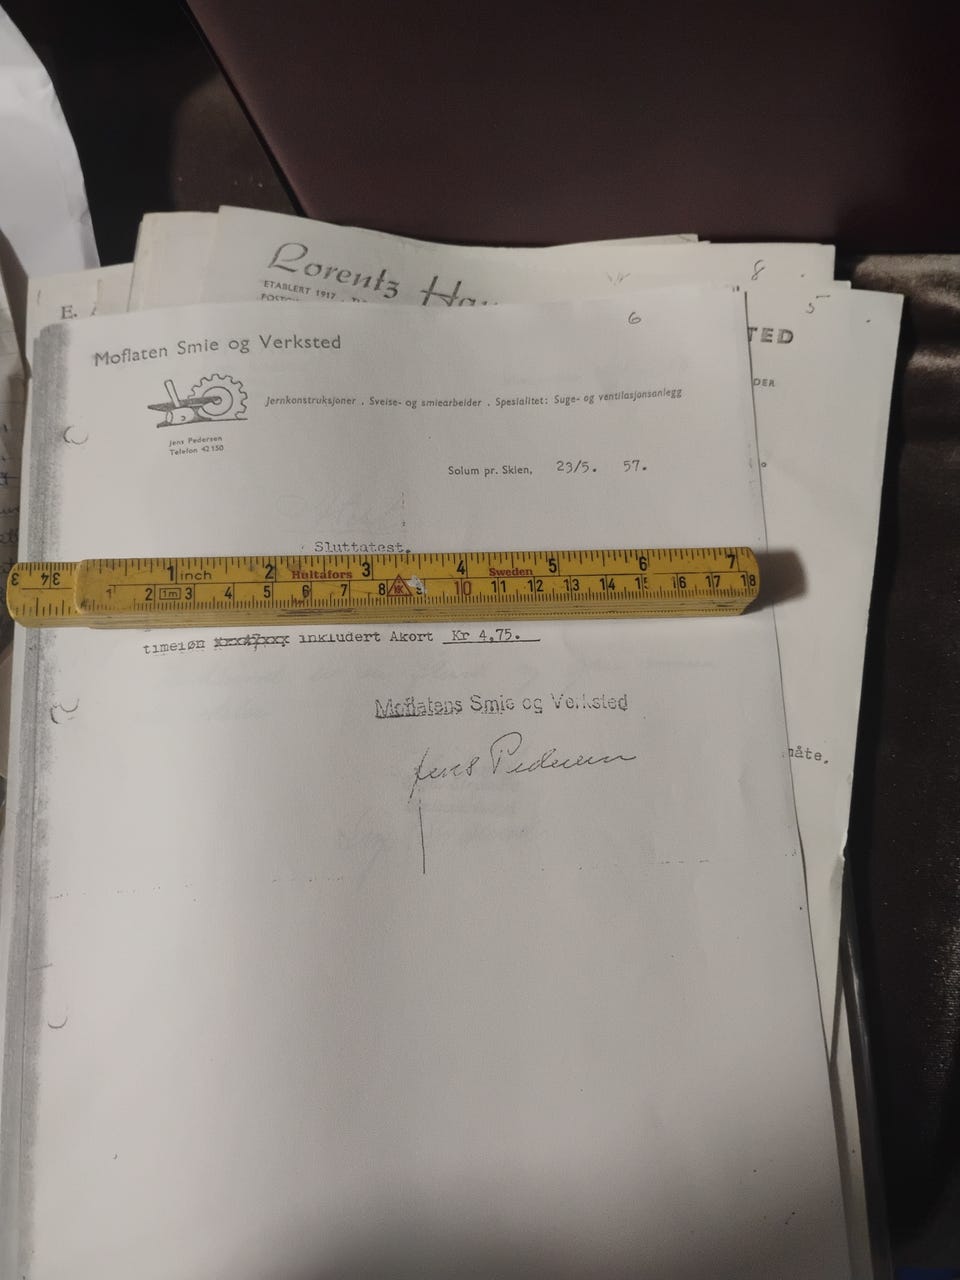 Lorentz
ETABLERT 1917
8
5
E.
TED
DER
6
Moflaten Smie og Verksted
Jernkonstruksjoner . Sveise- og smiearbeider . Spesialitet: Suge- og ventilasjonsanlegg
Jens Pedersen
Telefon 42150
Solum pr. Skien, 23/5. 57.
Sluttatest.
1 inch 2 Hultafors 3 4 Sweden 5 6 7
1 2 1m 3 4 5 6 7 8 9 10 11 12 13 14 15 16 17 18
timeløn inkludert Akort Kr 4,75.
Moflatens Smie og Verksted
Jens Pedersen
måte.